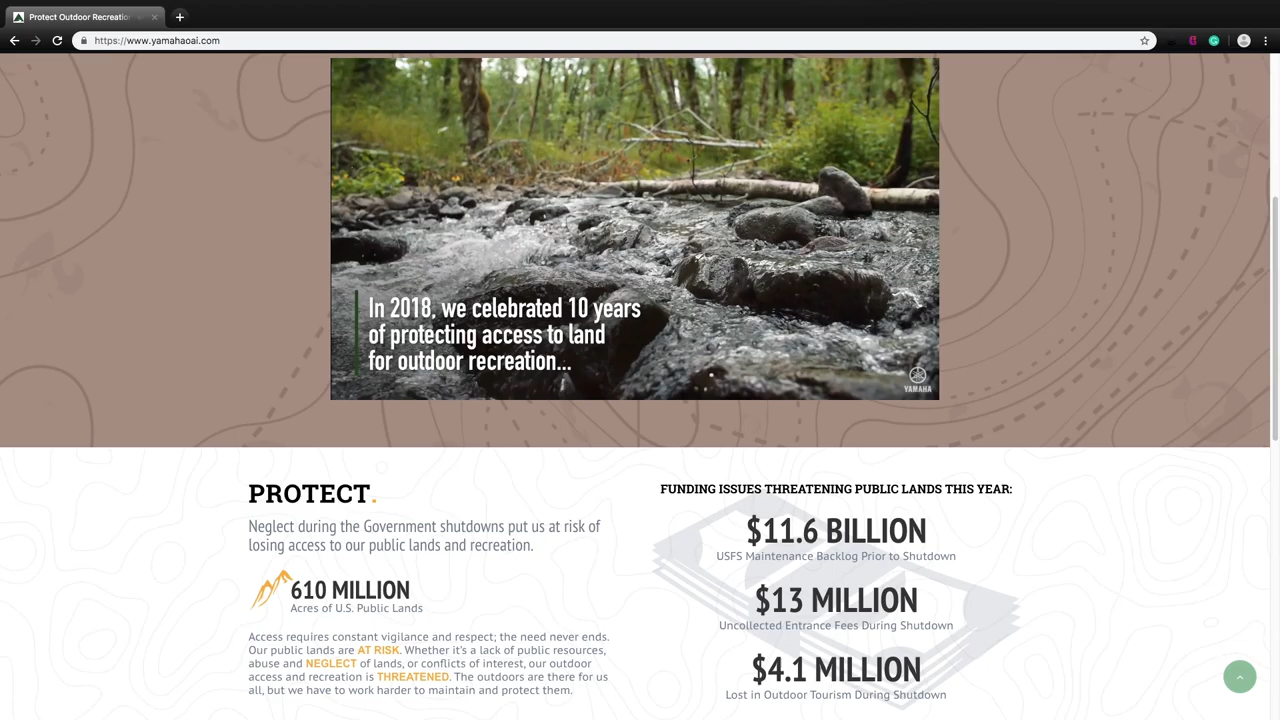 Protect Outdoor Recreatio
https://www.yamahaoai.com
In 2018, we celebrated 10 years
of protecting access to land
for outdoor recreation...
YAMAHA
PROTECT.
Neglect during the Government shutdowns put us at risk of
losing access to our public lands and recreation.
610 MILLION
Acres of U.S. Public Lands
Access requires constant vigilance and respect; the need never ends.
Our public lands are AT RISK. Whether it's a lack of public resources,
abuse and NEGLECT of lands, or conflicts of interest, our outdoor
access and recreation is THREATENED. The outdoors are there for us
all, but we have to work harder to maintain and protect them.
FUNDING ISSUES THREATENING PUBLIC LANDS THIS YEAR:
$11.6 BILLION
USFS Maintenance Backlog Prior to Shutdown
$13 MILLION
Uncollected Entrance Fees During Shutdown
$4.1 MILLION
Lost in Outdoor Tourism During Shutdown